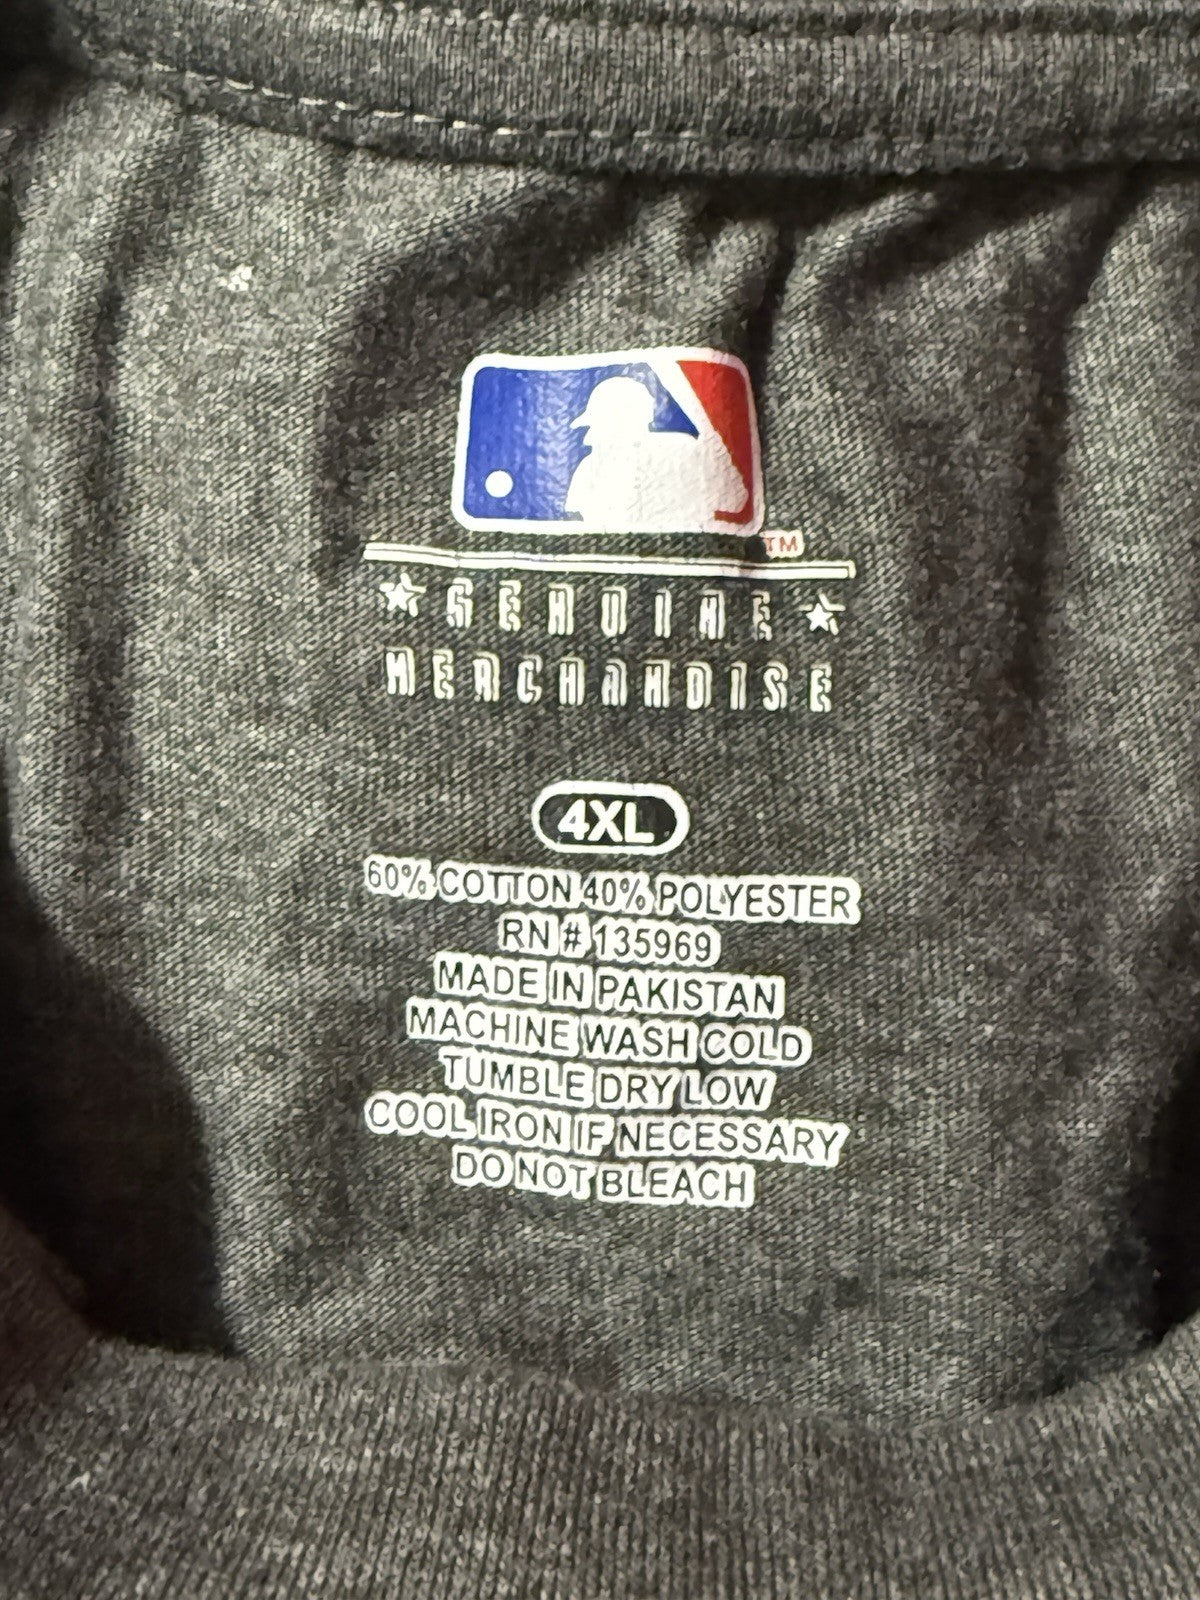 TM
★ GENUINE ★
MERCHANDISE
4XL
60% COTTON 40% POLYESTER
RN # 135969
MADE IN PAKISTAN
MACHINE WASH COLD
TUMBLE DRY LOW
COOL IRON IF NECESSARY
DO NOT BLEACH